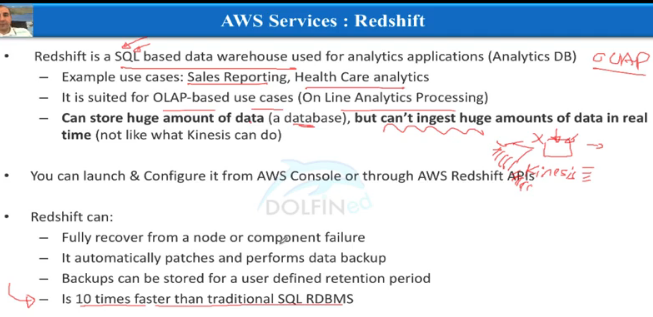 AWS Services : Redshift
• Redshift is a SQL based data warehouse used for analytics applications (Analytics DB) OLAP
– Example use cases: Sales Reporting, Health Care analytics
– It is suited for OLAP-based use cases (On Line Analytics Processing)
– Can store huge amount of data (a database), but can't ingest huge amounts of data in real
time (not like what Kinesis can do)
Kinesis
• You can launch & Configure it from AWS Console or through AWS Redshift APIs
DOLFINed
• Redshift can:
– Fully recover from a node or component failure
– It automatically patches and performs data backup
– Backups can be stored for a user defined retention period
– Is 10 times faster than traditional SQL RDBMS